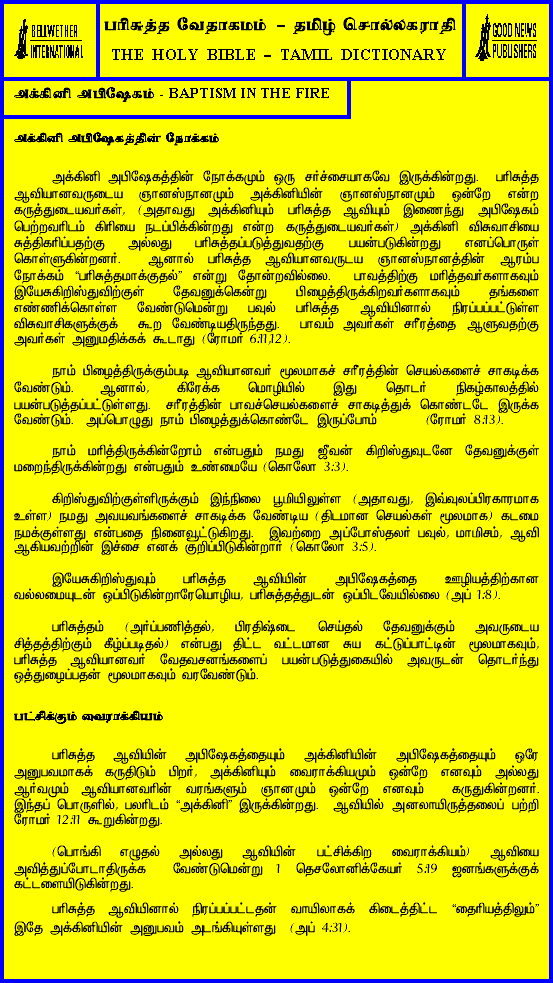 BELLWETHER
INTERNATIONAL
பரிசுத்த வேதாகமம் – தமிழ் சொல்லகராதி
THE HOLY BIBLE – TAMIL DICTIONARY
GOOD NEWS
PUBLISHERS
அக்கினி அபிஷேகம் - BAPTISM IN THE FIRE
அக்கினி அபிஷேகத்தின் நோக்கம்
அக்கினி அபிஷேகத்தின் நோக்கமும் ஒரு சர்ச்சையாகவே இருக்கின்றது. பரிசுத்த
ஆவியானவருடைய ஞானஸ்நானமும் அக்கினியின் ஞானஸ்நானமும் ஒன்றே என்ற
கருத்துடையவர்கள், (அதாவது அக்கினியும் பரிசுத்த ஆவியும் இணைந்து அபிஷேகம்
பெற்றவரிடம் கிரியை நடப்பிக்கின்றது என்ற கருத்துடையவர்கள்) அக்கினி விசுவாசியை
சுத்திகரிப்பதற்கு அல்லது பரிசுத்தப்படுத்துவதற்கு பயன்படுகின்றது எனப்பொருள்
கொள்ளுகின்றனர். ஆனால் பரிசுத்த ஆவியானவருடய ஞானஸ்நானத்தின் ஆரம்ப
நோக்கம் “பரிசுத்தமாக்குதல்” என்று தோன்றவில்லை. பாவத்திற்கு மரித்தவர்களாகவும்
இயேசுகிறிஸ்துவிற்குள் தேவனுக்கென்று பிழைத்திருக்கிறவர்களாகவும் தங்களை
எண்ணிக்கொள்ள வேண்டுமென்று பவுல் பரிசுத்த ஆவியினால் நிரப்பப்பட்டுள்ள
விசுவாசிகளுக்குக் கூற வேண்டியதிருந்தது. பாவம் அவர்கள் சரீரத்தை ஆளுவதற்கு
அவர்கள் அனுமதிக்கக் கூடாது (ரோமர் 6:11,12).
நாம் பிழைத்திருக்கும்படி ஆவியானவர் மூலமாகச் சரீரத்தின் செயல்களைச் சாகடிக்க
வேண்டும். ஆனால், கிரேக்க மொழியில் இது தொடர் நிகழ்காலத்தில்
பயன்படுத்தப்பட்டுள்ளது. சரீரத்தின் பாவச்செயல்களைச் சாகடித்துக் கொண்டடே இருக்க
வேண்டும். அப்பொழுது நாம் பிழைத்துக்கொண்டே இருப்போம் (ரோமர் 8:13).
நாம் மரித்திருக்கின்றோம் என்பதும் நமது ஜீவன் கிறிஸ்துவுடனே தேவனுக்குள்
மறைந்திருக்கின்றது என்பதும் உண்மையே (கொலோ 3:3).
கிறிஸ்துவிற்குள்ளிருக்கும் இந்நிலை பூமியிலுள்ள (அதாவது, இவ்வுலப்பிரகாரமாக
உள்ள) நமது அவயவங்களைச் சாகடிக்க வேண்டிய (திடமான செயல்கள் மூலமாக) கடமை
நமக்குள்ளது என்பதை நினைவூட்டுகிறது. இவற்றை அப்போஸ்தலர் பவுல், மாமிசம், ஆவி
ஆகியவற்றின் இச்சை எனக் குறிப்பிடுகின்றார் (கொலோ 3:5).
இயேசுகிறிஸ்துவும் பரிசுத்த ஆவியின் அபிஷேகத்தை ஊழியத்திற்கான
வல்லமையுடன் ஒப்பிடுகின்றாரேயொழிய, பரிசுத்தத்துடன் ஒப்பிடவேயில்லை (அப் 1:8).
பரிசுத்தம் (அர்ப்பணித்தல், பிரதிஷ்டை செய்தல் தேவனுக்கும் அவருடைய
சித்தத்திற்கும் கீழ்ப்படிதல்) என்பது திட்ட வட்டமான சுய கட்டுப்பாட்டின் மூலமாகவும்,
பரிசுத்த ஆவியானவர் வேதவசனங்களைப் பயன்படுத்துகையில் அவருடன் தொடர்ந்து
ஒத்துழைப்பதன் மூலமாகவும் வரவேண்டும்.
பட்சிக்கும் வைராக்கியம்
பரிசுத்த ஆவியின் அபிஷேகத்தையும் அக்கினியின் அபிஷேகத்தையும் ஒரே
அனுபவமாகக் கருதிடும் பிறர், அக்கினியும் வைராக்கியமும் ஒன்றே எனவும் அல்லது
ஆர்வமும் ஆவியானவரின் வரங்களும் ஞானமும் ஒன்றே எனவும் கருதுகின்றனர்.
இந்தப் பொருளில், பலரிடம் “அக்கினி” இருக்கின்றது. ஆவியில் அனலாயிருத்தலைப் பற்றி
ரோமர் 12:11 கூறுகின்றது.
(பொங்கி எழுதல் அல்லது ஆவியின் பட்சிக்கிற வைராக்கியம்) ஆவியை
அவித்துப்போடாதிருக்க வேண்டுமென்று 1 தெசலோனிக்கேயர் 5:19 ஜனங்களுக்குக்
கட்டளையிடுகின்றது.
பரிசுத்த ஆவியினால் நிரப்பப்பட்டதன் வாயிலாகக் கிடைத்திட்ட “தைரியத்திலும்”
இதே அக்கினியின் அனுபவம் அடங்கியுள்ளது (அப் 4:31).